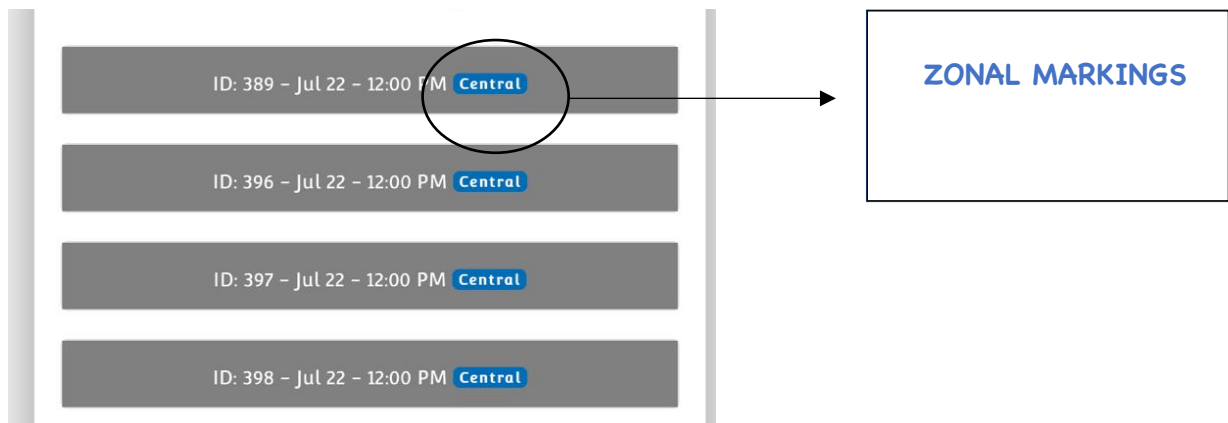 ID: 389 – Jul 22 – 12:00 PM Central
ZONAL MARKINGS
ID: 396 – Jul 22 – 12:00 PM Central
ID: 397 – Jul 22 – 12:00 PM Central
ID: 398 – Jul 22 – 12:00 PM Central